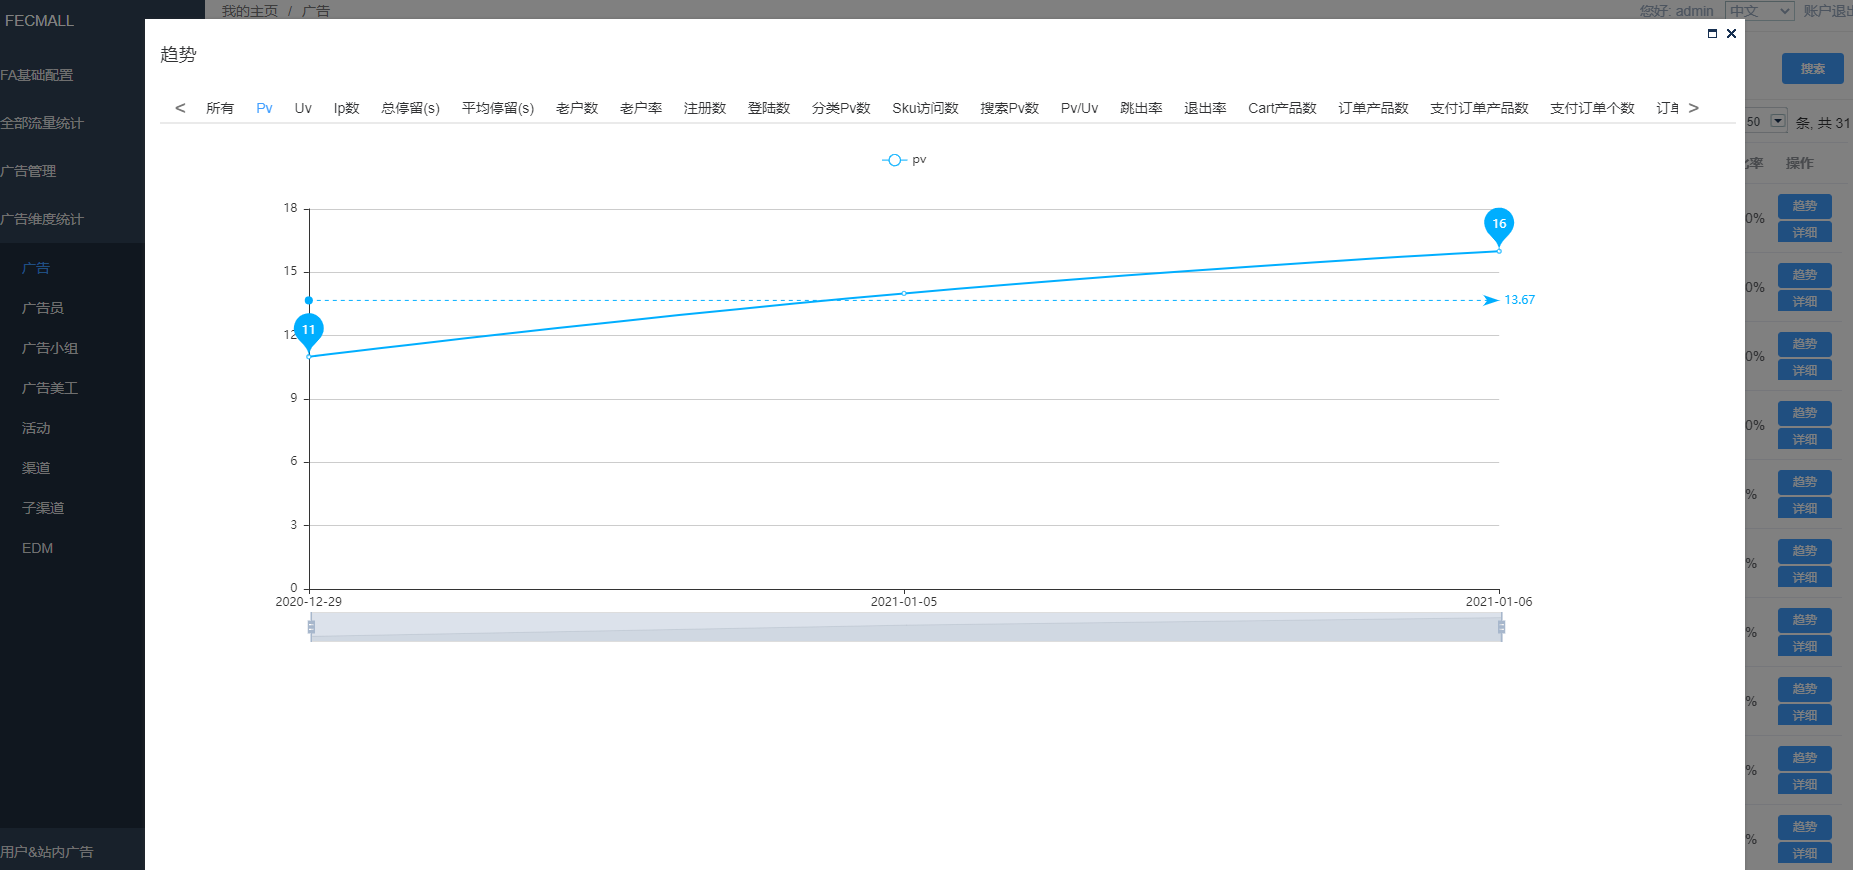 FECMALL
我的主页 / 广告
您好: admin 中文 账户退出
FA基础配置
全部流量统计
广告管理
广告维度统计
广告
广告员
广告小组
广告美工
活动
渠道
子渠道
EDM
用户&站内广告
趋势
< 所有 Pv Uv Ip数 总停留(s) 平均停留(s) 老户数 老户率 注册数 登陆数 分类Pv数 Sku访问数 搜索Pv数 Pv/Uv 跳出率 退出率 Cart产品数 订单产品数 支付订单产品数 支付订单个数 订单 >
pv
18
15
12
9
6
3
0
11
16
13.67
2020-12-29
2021-01-05
2021-01-06
搜索
50 条, 共 31
率 操作
0% 趋势
详细
0% 趋势
详细
0% 趋势
详细
0% 趋势
详细
% 趋势
详细
% 趋势
详细
% 趋势
详细
% 趋势
详细
% 趋势
详细
% 趋势
详细